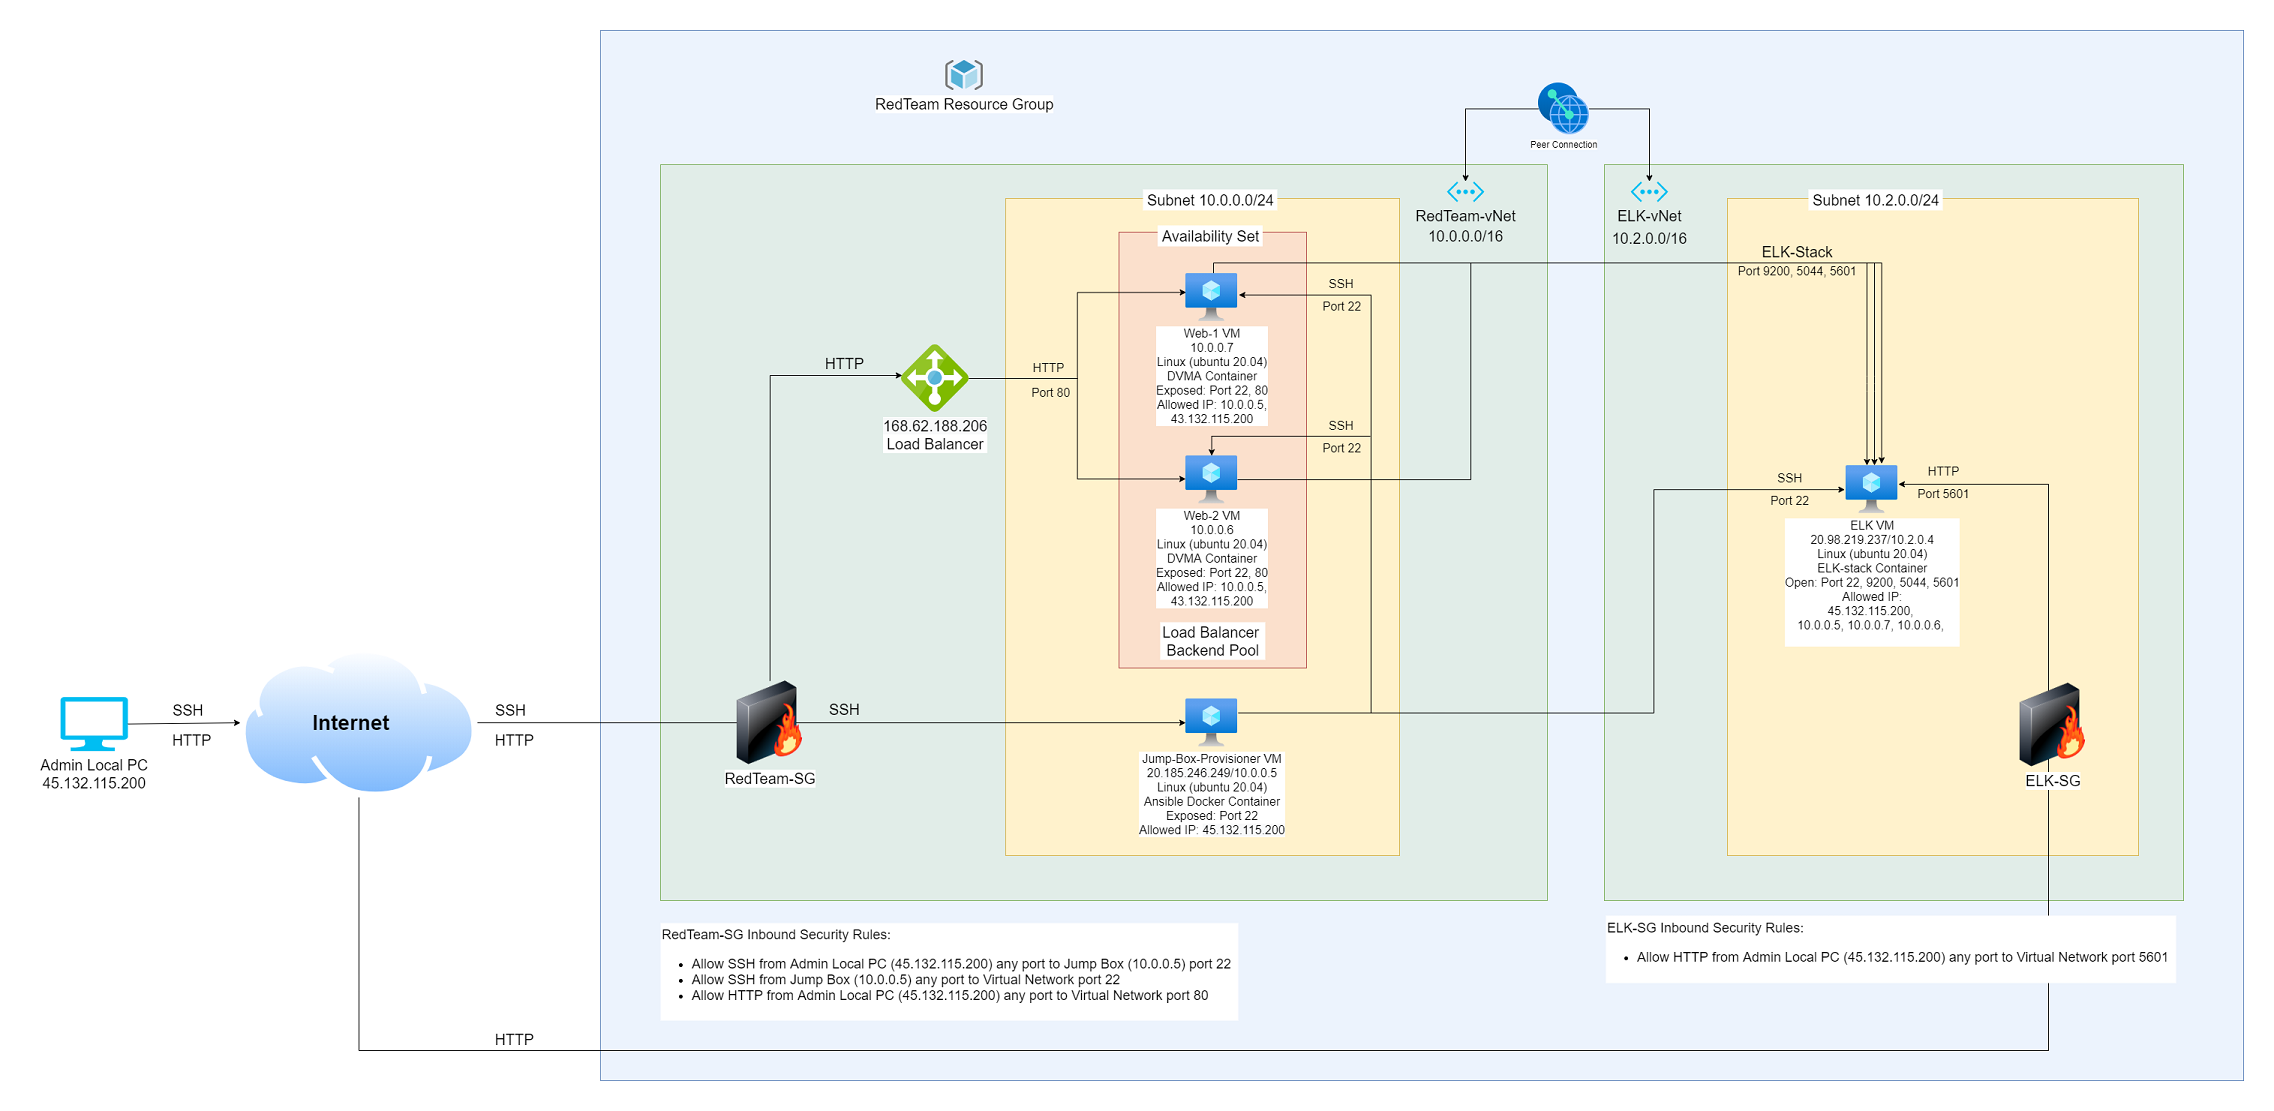 RedTeam Resource Group
Peer Connection
Subnet 10.0.0.0/24
RedTeam-vNet
10.0.0.0/16
ELK-vNet
10.2.0.0/16
Subnet 10.2.0.0/24
Availability Set
ELK-Stack
Port 9200, 5044, 5601
SSH
Port 22
Web-1 VM
10.0.0.7
Linux (ubuntu 20.04)
DVMA Container
Exposed: Port 22, 80
Allowed IP: 10.0.0.5,
43.132.115.200
HTTP
HTTP
Port 80
168.62.188.206
Load Balancer
SSH
Port 22
Web-2 VM
10.0.0.6
Linux (ubuntu 20.04)
DVMA Container
Exposed: Port 22, 80
Allowed IP: 10.0.0.5,
43.132.115.200
Load Balancer
Backend Pool
SSH
Port 22
HTTP
Port 5601
ELK VM
20.98.219.237/10.2.0.4
Linux (ubuntu 20.04)
ELK-stack Container
Open: Port 22, 9200, 5044, 5601
Allowed IP:
45.132.115.200,
10.0.0.5, 10.0.0.7, 10.0.0.6,
SSH
HTTP
Admin Local PC
45.132.115.200
Internet
SSH
HTTP
RedTeam-SG
SSH
Jump-Box-Provisioner VM
20.185.246.249/10.0.0.5
Linux (ubuntu 20.04)
Ansible Docker Container
Exposed: Port 22
Allowed IP: 45.132.115.200
ELK-SG
RedTeam-SG Inbound Security Rules:
• Allow SSH from Admin Local PC (45.132.115.200) any port to Jump Box (10.0.0.5) port 22
• Allow SSH from Jump Box (10.0.0.5) any port to Virtual Network port 22
• Allow HTTP from Admin Local PC (45.132.115.200) any port to Virtual Network port 80
ELK-SG Inbound Security Rules:
• Allow HTTP from Admin Local PC (45.132.115.200) any port to Virtual Network port 5601
HTTP